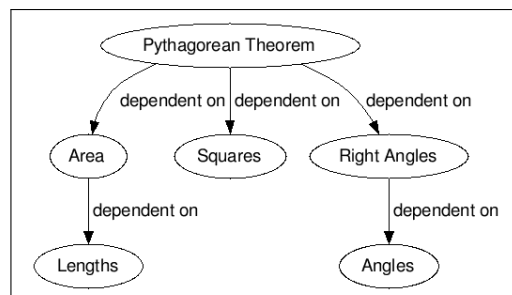 Pythagorean Theorem
dependent on dependent on dependent on
Area Squares Right Angles
dependent on dependent on
Lengths Angles